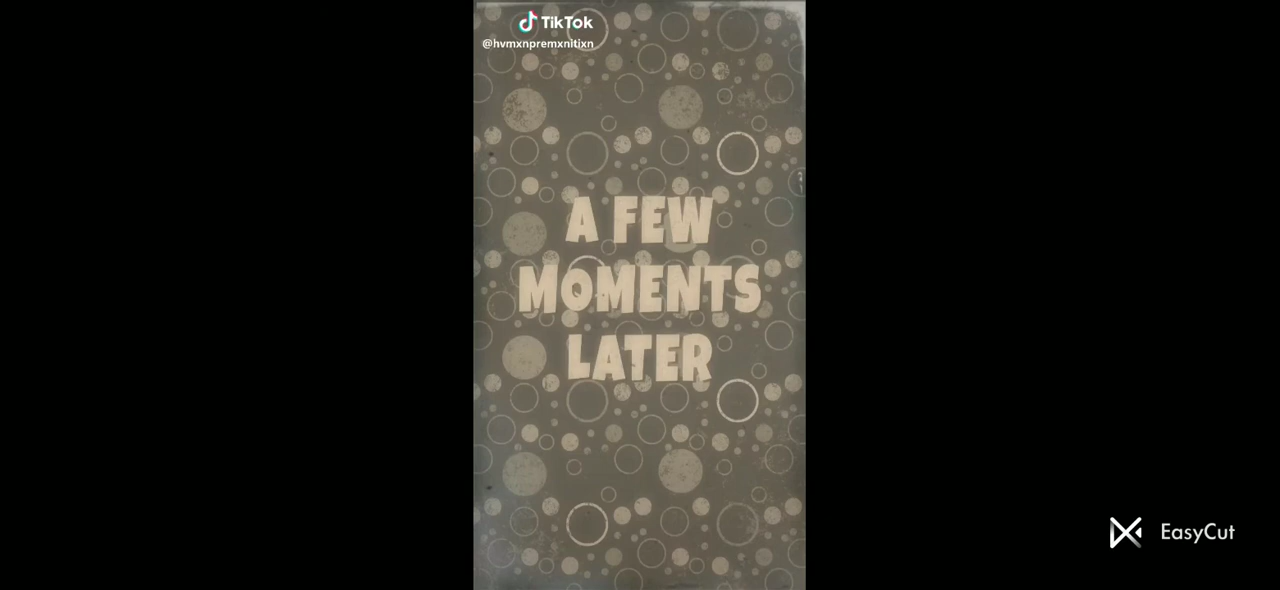 TikTok
@hvmxnpremxnitixn
A FEW
MOMENTS
LATER
EasyCut